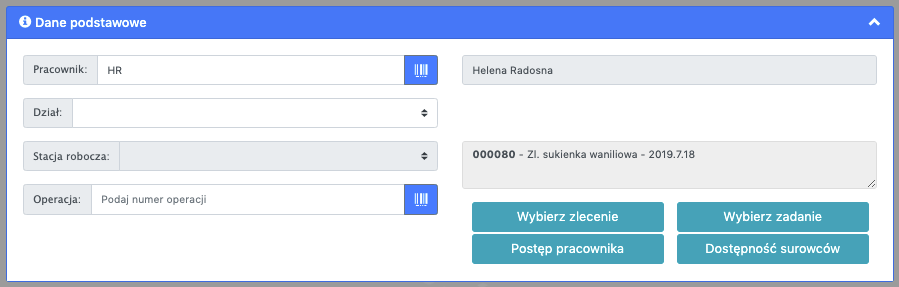 Dane podstawowe
Pracownik: HR
Helena Radosna
Dział:
Stacja robocza:
000080 - Zl. sukienka waniliowa - 2019.7.18
Operacja: Podaj numer operacji
Wybierz zlecenie
Wybierz zadanie
Postęp pracownika
Dostępność surowców